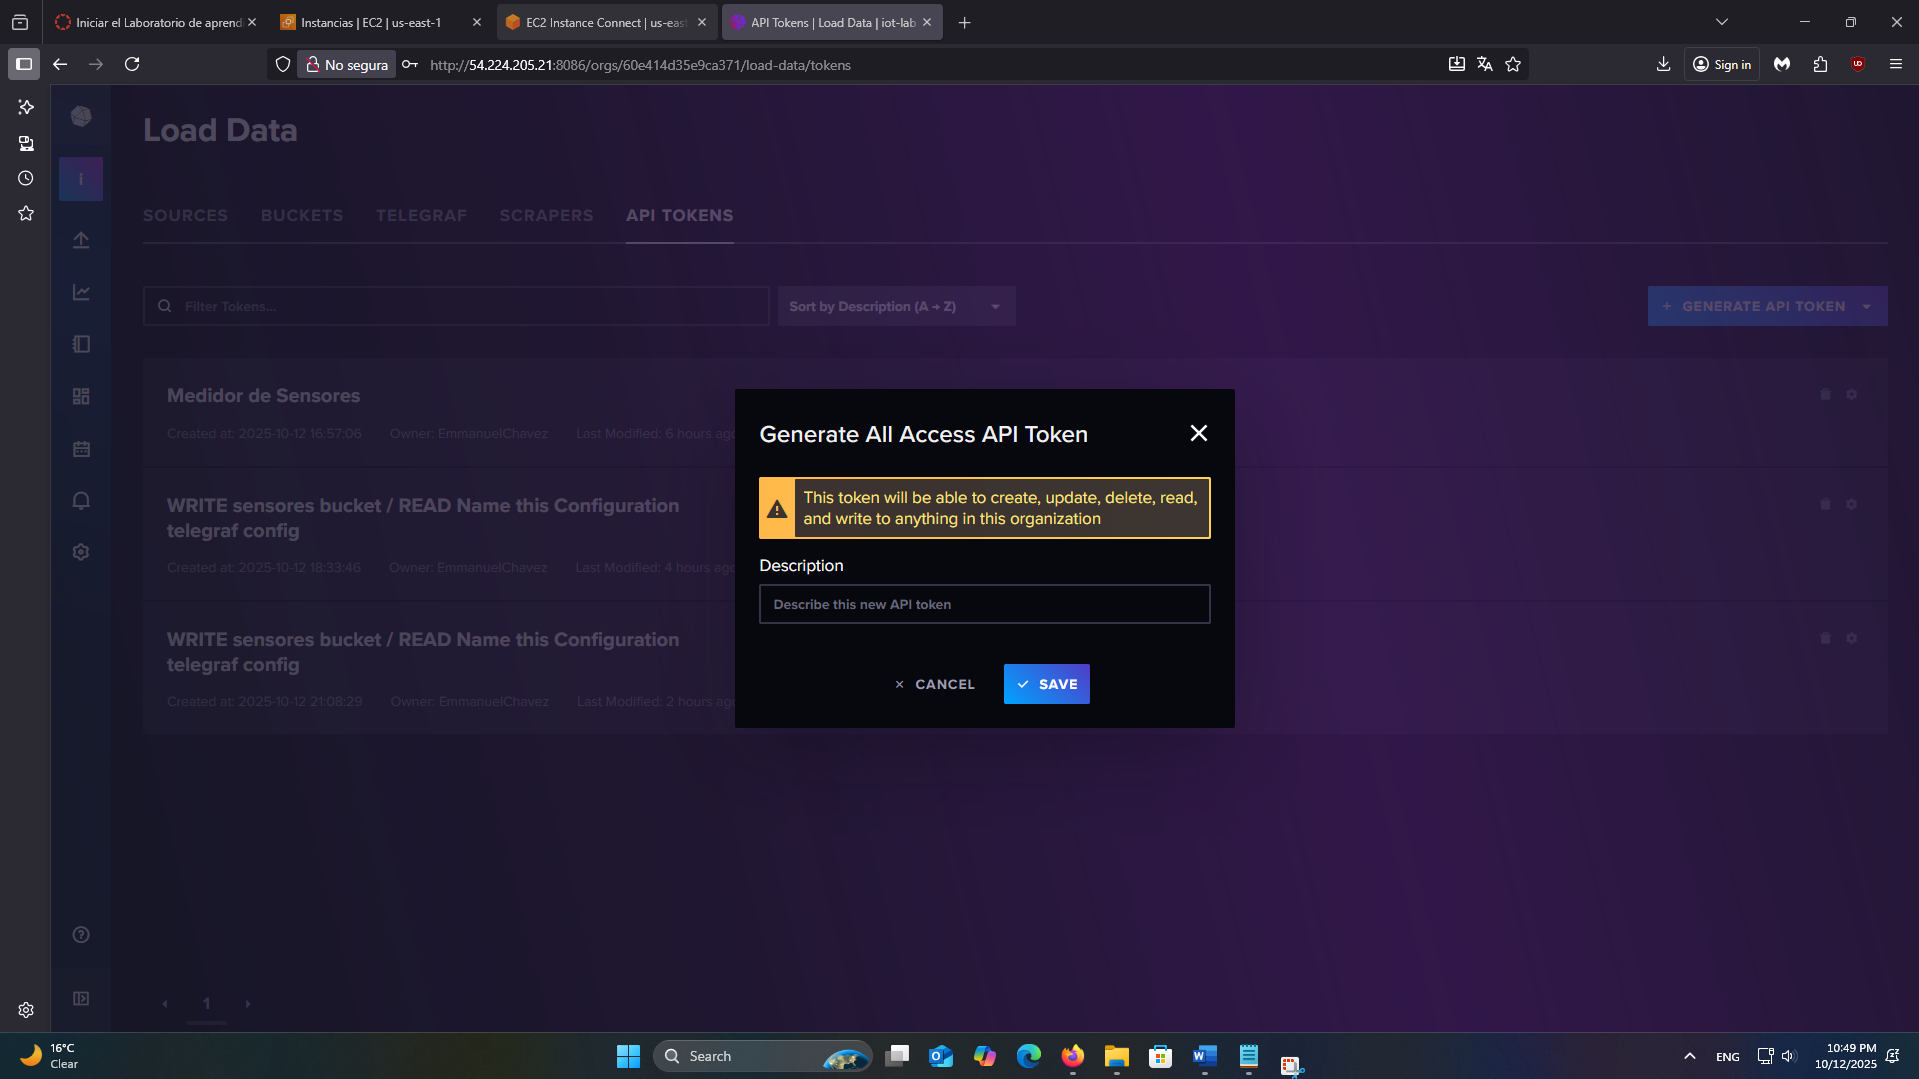 Iniciar el Laboratorio de aprend
Instancias | EC2 | us-east-1
EC2 Instance Connect | us-east
API Tokens | Load Data | iot-lab
No segura
http://54.224.205.21:8086/orgs/60e414d35e9ca371/load-data/tokens
Sign in
Load Data
SOURCES
BUCKETS
TELEGRAF
SCRAPERS
API TOKENS
Filter Tokens...
Sort by Description (A → Z)
+ GENERATE API TOKEN
Medidor de Sensores
Created at: 2025-10-12 16:57:06
Owner: EmmanuelChavez
Last Modified: 6 hours ago
WRITE sensores bucket / READ Name this Configuration
telegraf config
Created at: 2025-10-12 18:33:46
Owner: EmmanuelChavez
Last Modified: 4 hours ago
WRITE sensores bucket / READ Name this Configuration
telegraf config
Created at: 2025-10-12 21:08:29
Owner: EmmanuelChavez
Last Modified: 2 hours ago
Generate All Access API Token
This token will be able to create, update, delete, read,
and write to anything in this organization
Description
Describe this new API token
CANCEL
SAVE
1
16°C
Clear
Search
ENG
10:49 PM
10/12/2025